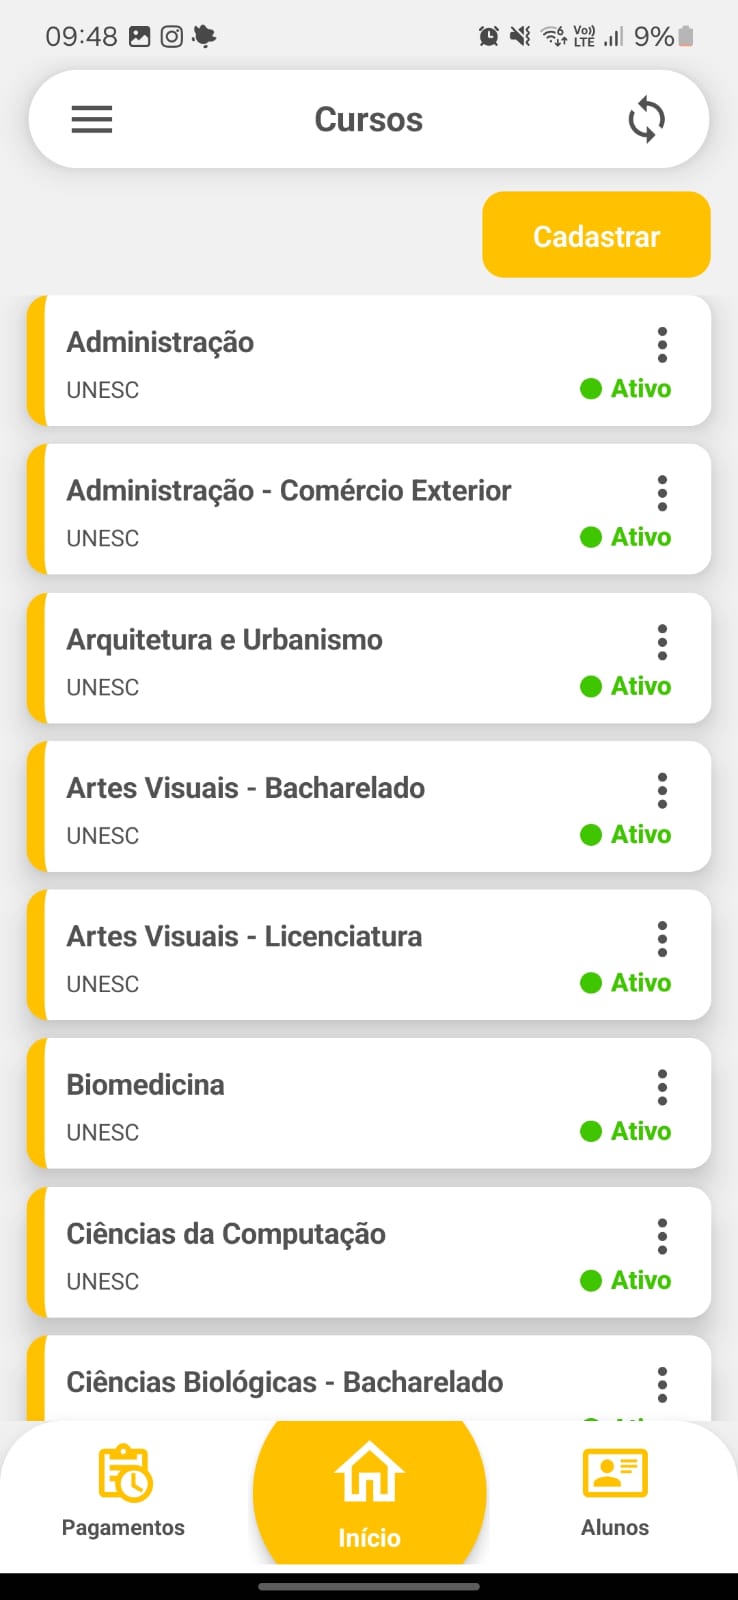 09:48
Vo))
LTE
9%
Cursos
Cadastrar
Administração
UNESC
Ativo
Administração - Comércio Exterior
UNESC
Ativo
Arquitetura e Urbanismo
UNESC
Ativo
Artes Visuais - Bacharelado
UNESC
Ativo
Artes Visuais - Licenciatura
UNESC
Ativo
Biomedicina
UNESC
Ativo
Ciências da Computação
UNESC
Ativo
Ciências Biológicas - Bacharelado
Pagamentos
Início
Alunos